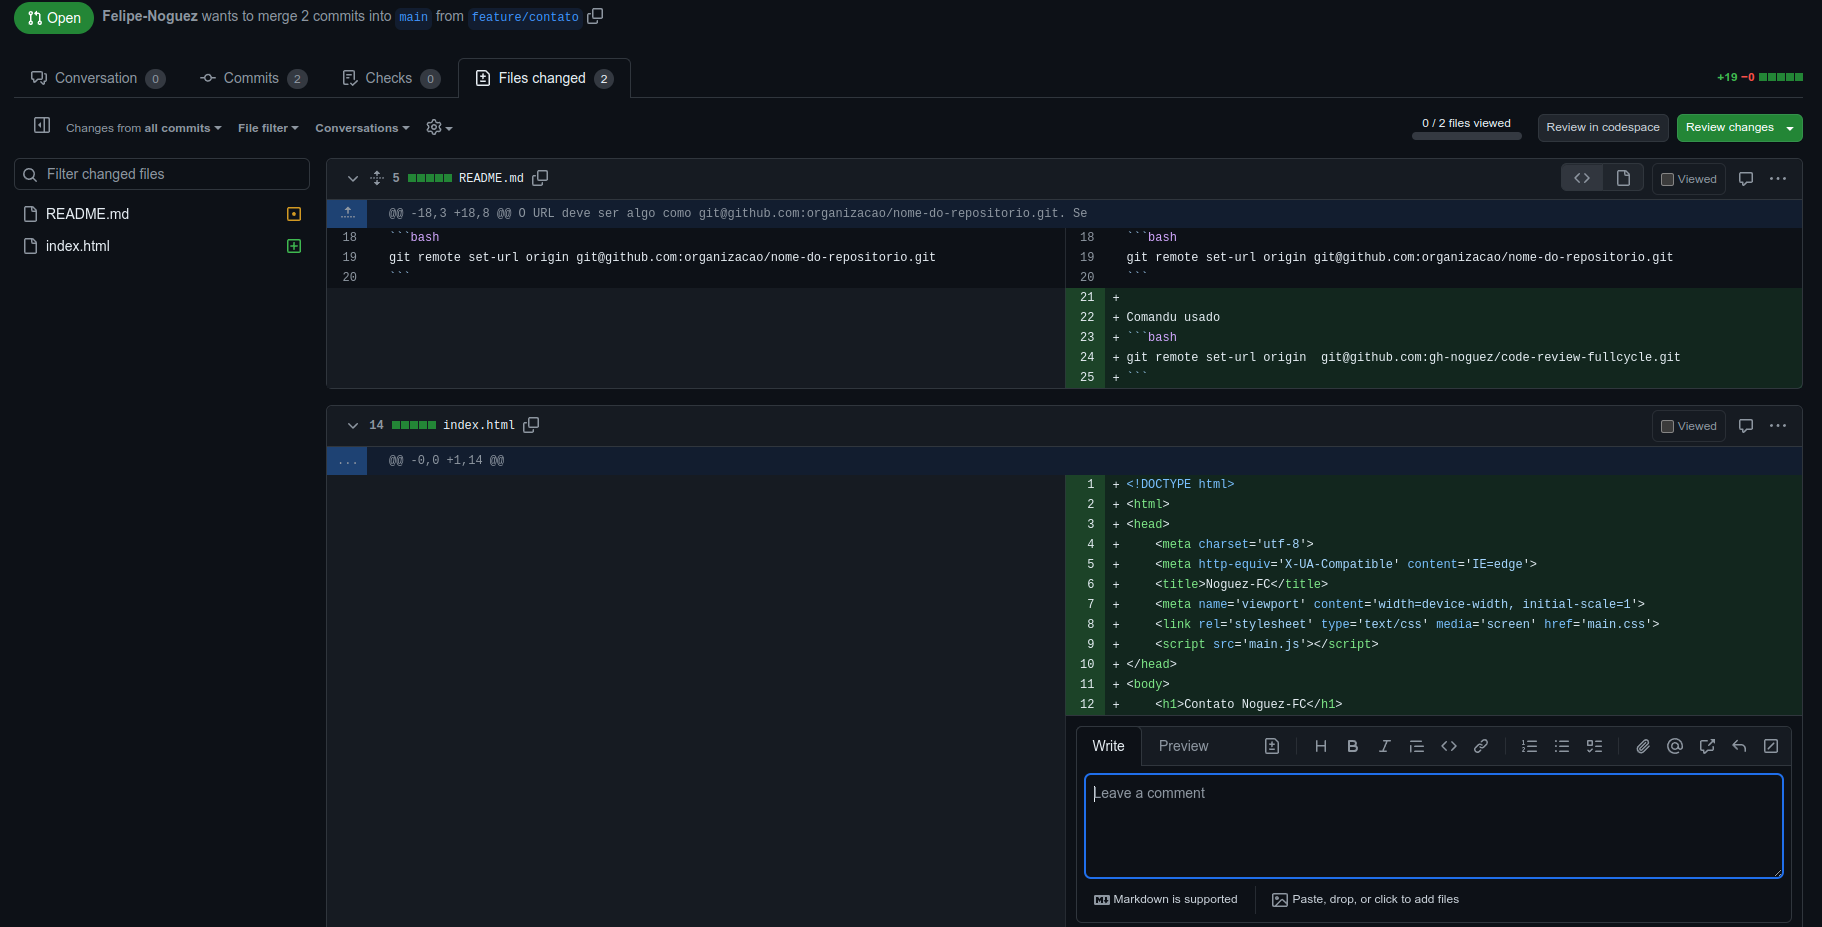 Open Felipe-Noguez wants to merge 2 commits into main from feature/contato
Conversation 0 Commits 2 Checks 0 Files changed 2 +19 −0
Changes from all commits File filter Conversations 0 / 2 files viewed Review in codespace Review changes
Filter changed files
README.md
index.html
5 README.md Viewed
@@ -18,3 +18,8 @@ O URL deve ser algo como git@github.com:organizacao/nome-do-repositorio.git. Se
18 ```bash 18 ```bash
19 git remote set-url origin git@github.com:organizacao/nome-do-repositorio.git 19 git remote set-url origin git@github.com:organizacao/nome-do-repositorio.git
20 ``` 20 ```
21 +
22 + Comandu usado
23 + ```bash
24 + git remote set-url origin  git@github.com:gh-noguez/code-review-fullcycle.git
25 + ```
14 index.html Viewed
... @@ -0,0 +1,14 @@
1 + <!DOCTYPE html>
2 + <html>
3 + <head>
4 +     <meta charset='utf-8'>
5 +     <meta http-equiv='X-UA-Compatible' content='IE=edge'>
6 +     <title>Noguez-FC</title>
7 +     <meta name='viewport' content='width=device-width, initial-scale=1'>
8 +     <link rel='stylesheet' type='text/css' media='screen' href='main.css'>
9 +     <script src='main.js'></script>
10 + </head>
11 + <body>
12 +     <h1>Contato Noguez-FC</h1>
Write Preview
Leave a comment
Markdown is supported Paste, drop, or click to add files